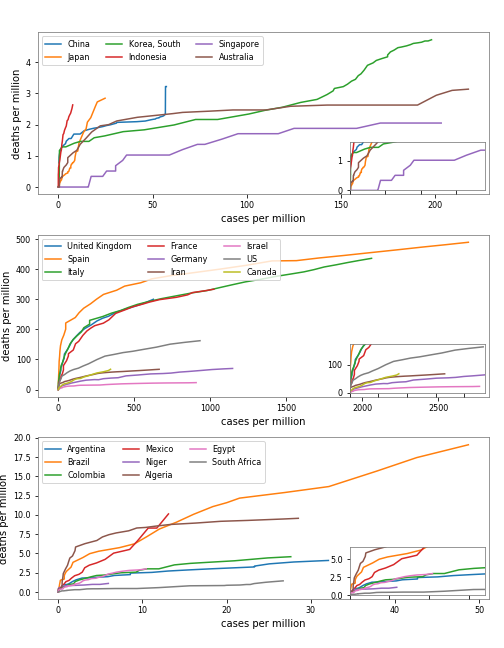 China Korea, South Singapore
Japan Indonesia Australia
deaths per million
4
3
2
1
0
1
0
0 50 100 150 200
cases per million
United Kingdom France Israel
Spain Germany US
Italy Iran Canada
deaths per million
500
400
300
200
100
0
100
0
0 500 1000 1500 2000 2500
cases per million
Argentina Mexico Egypt
Brazil Niger South Africa
Colombia Algeria
deaths per million
20.0
17.5
15.0
12.5
10.0
7.5
5.0
2.5
0.0
5.0
2.5
0.0
0 10 20 30 40 50
cases per million